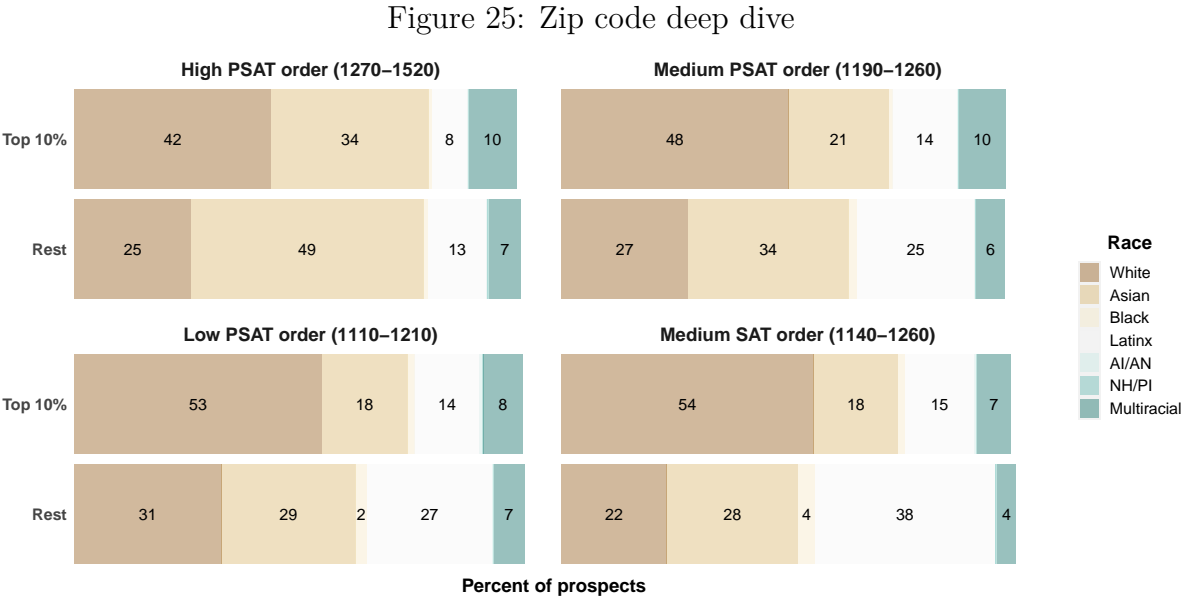 Figure 25: Zip code deep dive
High PSAT order (1270−1520)
Top 10%
42 34 8 10
Rest
25 49 13 7
Medium PSAT order (1190−1260)
48 21 14 10
27 34 25 6
Low PSAT order (1110−1210)
Top 10%
53 18 14 8
Rest
31 29 2 27 7
Medium SAT order (1140−1260)
54 18 15 7
22 28 4 38 4
Percent of prospects
Race
White
Asian
Black
Latinx
AI/AN
NH/PI
Multiracial